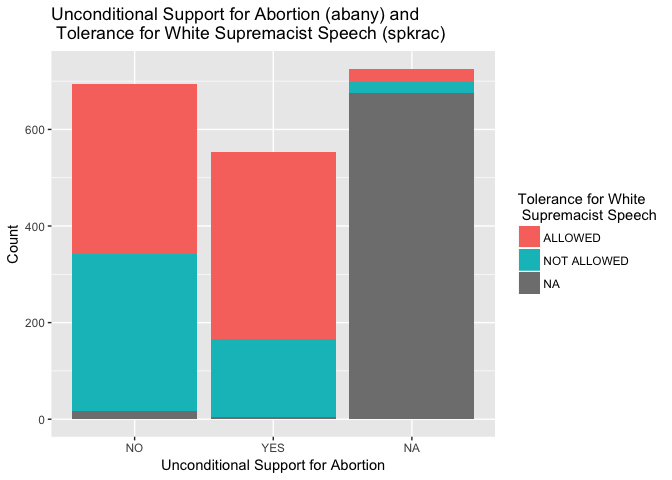 Unconditional Support for Abortion (abany) and
Tolerance for White Supremacist Speech (spkrac)
600
400
200
0
Count
NO YES NA
Unconditional Support for Abortion
Tolerance for White
Supremacist Speech
ALLOWED
NOT ALLOWED
NA